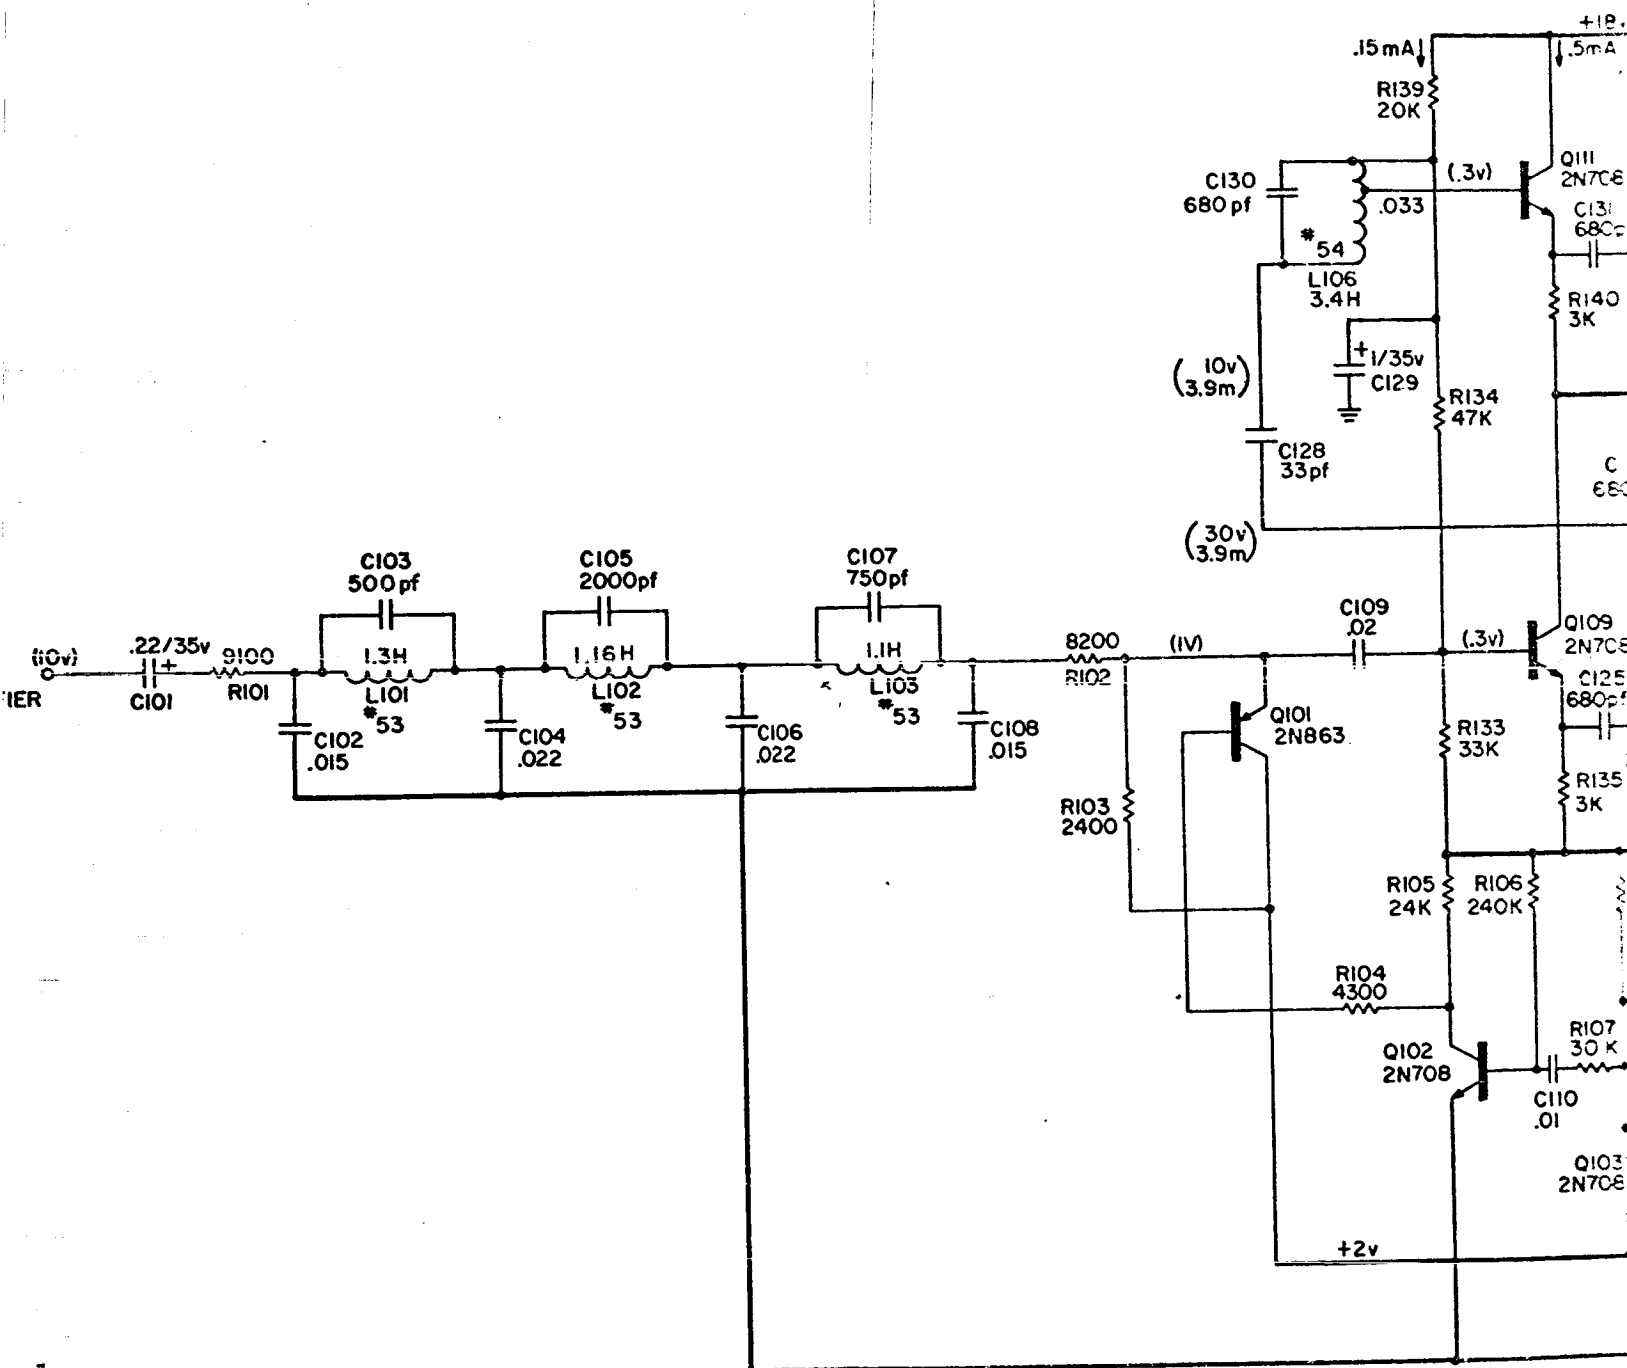 +18
.15mA
.5mA
R139
20K
Q111
2N708
(.3v)
C130
680pf
.033
C131
680p
*54
L106
3.4H
R140
3K
+1/35v
C129
(10v
3.9m)
R134
47K
C128
33pf
C
680
(30v
3.9m)
C103
500pf
C105
2000pf
C107
750pf
C109
.02
Q109
2N708
(10v)
.22/35v
+
9100
1.3H
1.16H
1.1H
8200
(1V)
(.3v)
IER
C101
R101
L101
*53
L102
*53
L103
*53
R102
C125
680pf
C102
.015
C104
.022
C106
.022
C108
.015
Q101
2N863
R133
33K
R135
3K
R103
2400
R105
24K
R106
240K
R104
4300
R107
30K
Q102
2N708
C110
.01
Q103
2N708
+2v